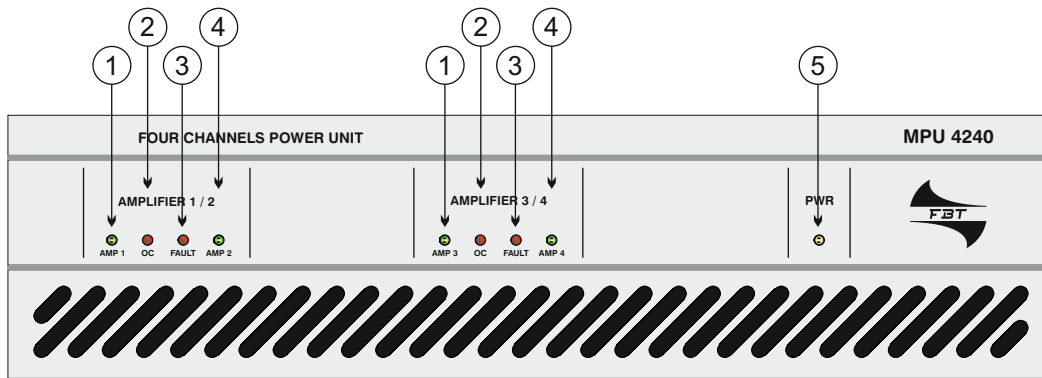 2 4 2 4
1 3 1 3 5
FOUR CHANNELS POWER UNIT MPU 4240
AMPLIFIER 1 / 2 AMPLIFIER 3 / 4 PWR
FBT
AMP 1 OC FAULT AMP 2 AMP 3 OC FAULT AMP 4